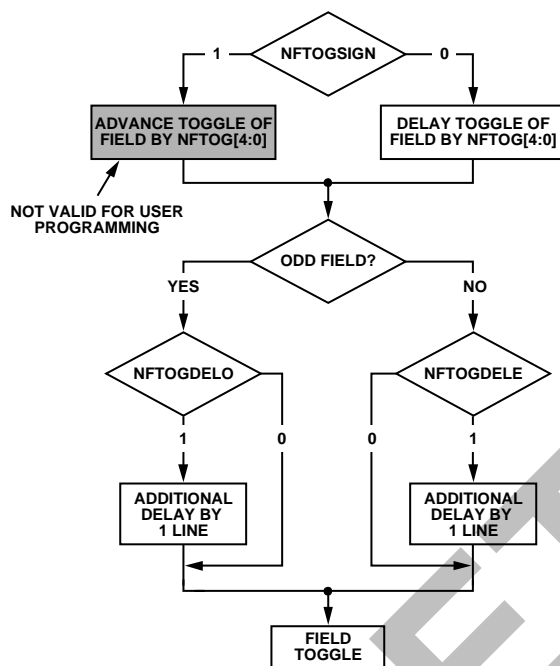 NFTOGSIGN
1
0
ADVANCE TOGGLE OF
FIELD BY NFTOG[4:0]
DELAY TOGGLE OF
FIELD BY NFTOG[4:0]
NOT VALID FOR USER
PROGRAMMING
ODD FIELD?
YES
NO
NFTOGDELO
NFTOGDELE
1
0
0
1
ADDITIONAL
DELAY BY
1 LINE
ADDITIONAL
DELAY BY
1 LINE
FIELD
TOGGLE